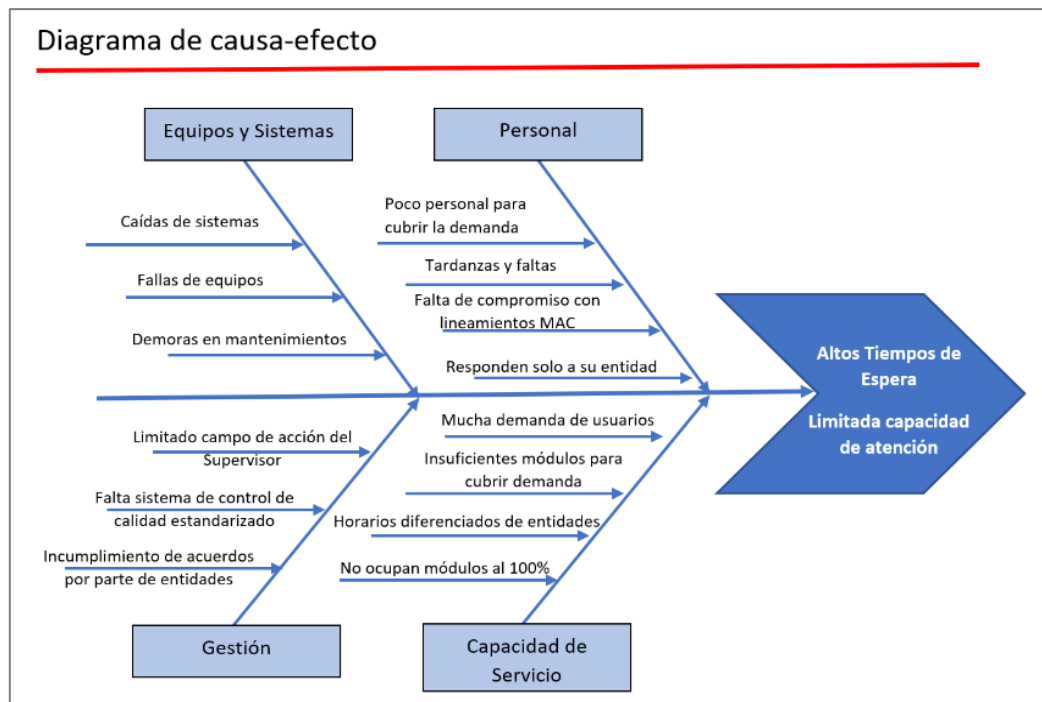 Diagrama de causa-efecto
Equipos y Sistemas
Personal
Caídas de sistemas
Fallas de equipos
Demoras en mantenimientos
Poco personal para
cubrir la demanda
Tardanzas y faltas
Falta de compromiso con
lineamientos MAC
Responden solo a su entidad
Altos Tiempos de
Espera
Limitada capacidad
de atención
Limitado campo de acción del
Supervisor
Falta sistema de control de
calidad estandarizado
Incumplimiento de acuerdos
por parte de entidades
Mucha demanda de usuarios
Insuficientes módulos para
cubrir demanda
Horarios diferenciados de entidades
No ocupan módulos al 100%
Gestión
Capacidad de
Servicio